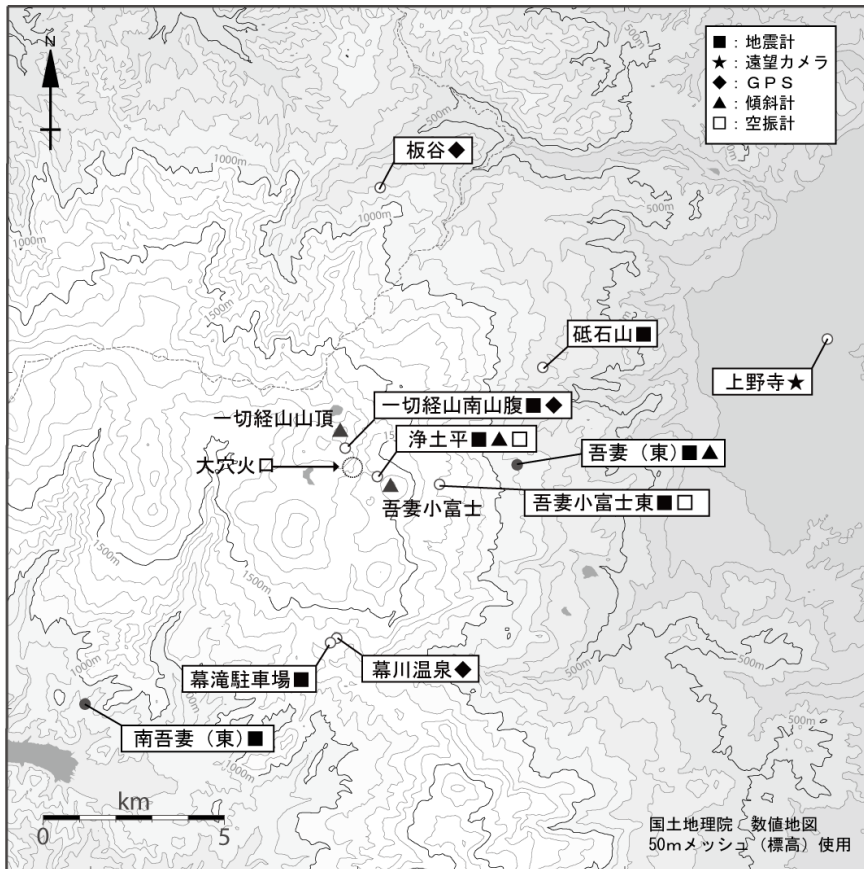 N
■：地震計
★：遠望カメラ
◆：ＧＰＳ
▲：傾斜計
□：空振計
500m
500m
板谷◆
1000m
1000m
500m
1000m
1500m
砥石山■
上野寺★
一切経山南山腹■◆
一切経山山頂
浄土平■▲□
吾妻（東）■▲
大穴火口
吾妻小富士
吾妻小富士東■□
1500m
1500m
幕滝駐車場■
幕川温泉◆
1000m
500m
500m
南吾妻（東）■
500m
1000m
km
0 5
国土地理院 数値地図
50ｍメッシュ（標高）使用